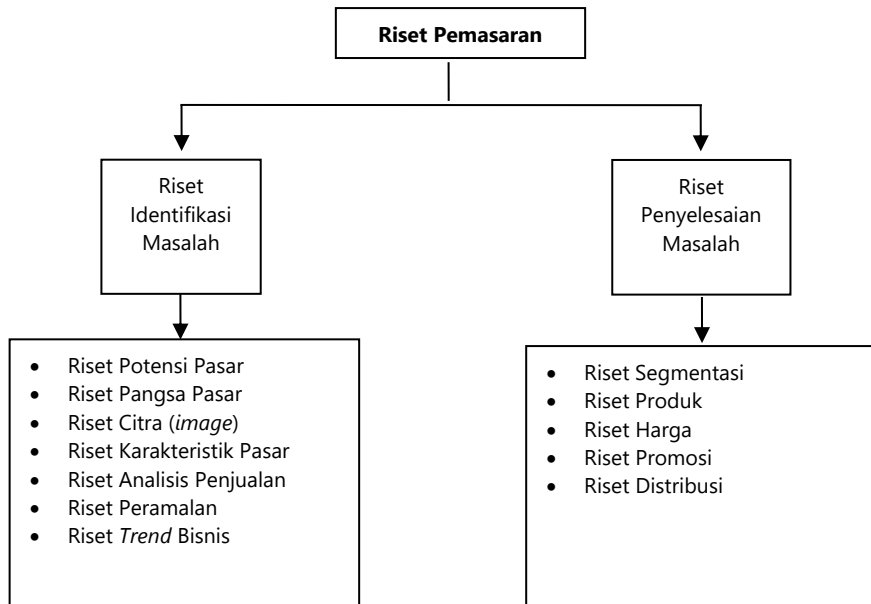 Riset Pemasaran
Riset
Identifikasi
Masalah
Riset
Penyelesaian
Masalah
• Riset Potensi Pasar
• Riset Pangsa Pasar
• Riset Citra (image)
• Riset Karakteristik Pasar
• Riset Analisis Penjualan
• Riset Peramalan
• Riset Trend Bisnis
• Riset Segmentasi
• Riset Produk
• Riset Harga
• Riset Promosi
• Riset Distribusi